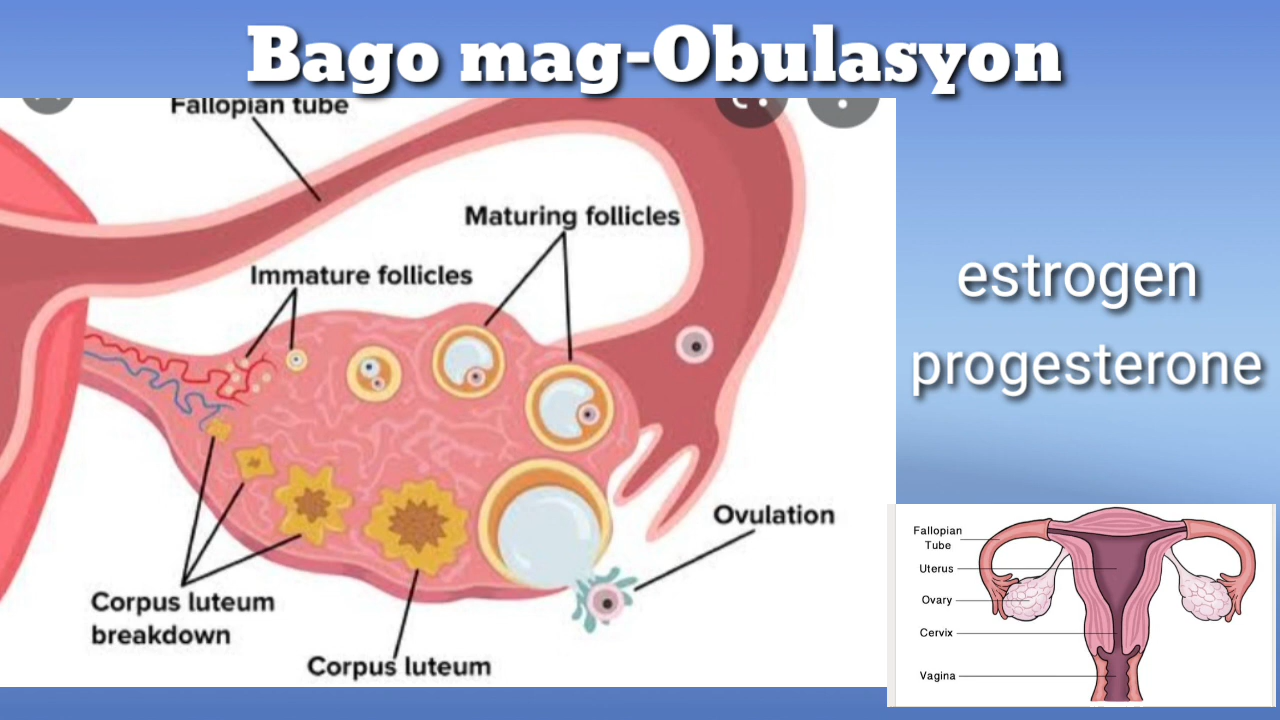 Bago mag-Obulasyon
Fallopian tube
Maturing follicles
Immature follicles
Ovulation
Corpus luteum
breakdown
Corpus luteum
estrogen
progesterone
Fallopian
Tube
Uterus
Ovary
Cervix
Vagina